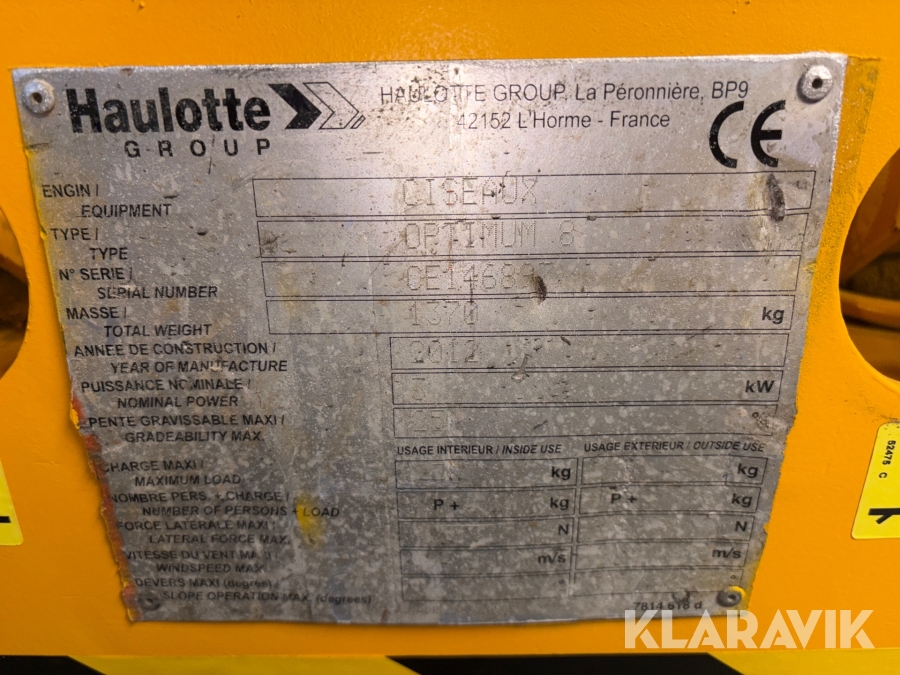 Haulotte
GROUP
HAULOTTE GROUP, La Péronnière, BP9
42152 L'Horme - France
CE
ENGIN / CISEAUX
EQUIPMENT
TYPE / OPTIMUM 8
TYPE
N° SERIE /
SERIAL NUMBER
MASSE / 1370 kg
TOTAL WEIGHT
ANNEE DE CONSTRUCTION / 2012
YEAR OF MANUFACTURE
PUISSANCE NOMINALE / kW
NOMINAL POWER
PENTE GRAVISSABLE MAXI / %
GRADEABILITY MAX.
USAGE INTERIEUR / INSIDE USE USAGE EXTERIEUR / OUTSIDE USE
CHARGE MAXI / kg kg
MAXIMUM LOAD
NOMBRE PERS. + CHARGE / P + kg P + kg
NUMBER OF PERSONS + LOAD
FORCE LATERALE MAXI / N N
LATERAL FORCE MAX.
VITESSE DU VENT MAXI m/s m/s
WINDSPEED MAX.
DEVERS MAXI (degres) / ° °
SLOPE OPERATION MAX. (degrees)
7814 618 d
52475 C
KLARAVIK